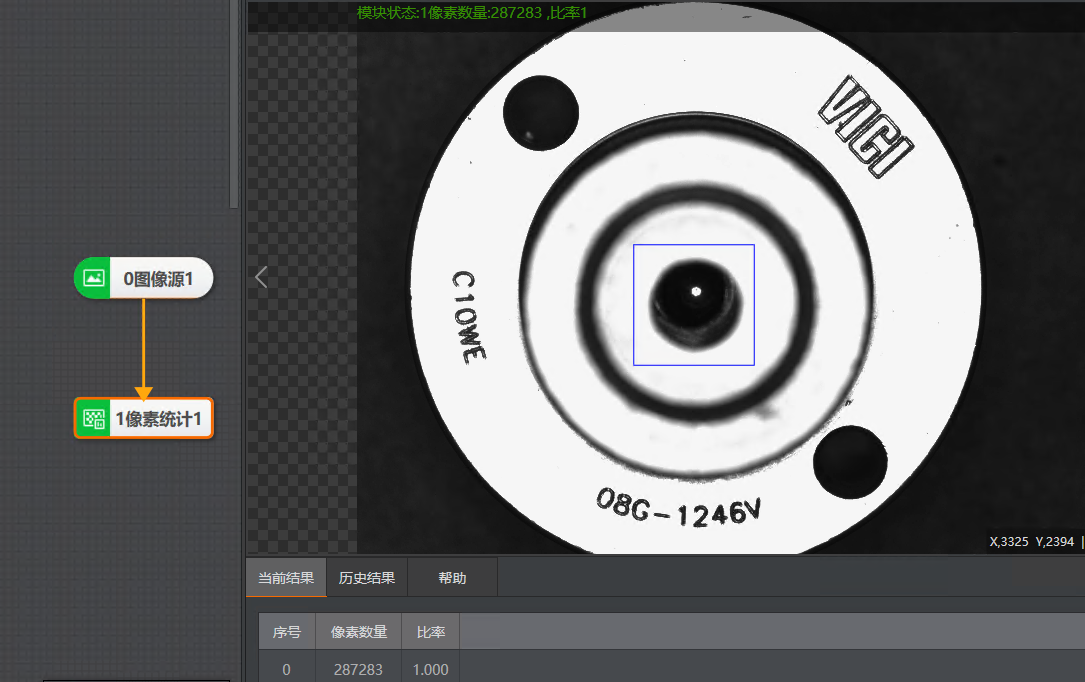 模块状态:1像素数量:287283 ,比率1
VICI
C10WE
08G-1246V
0图像源1
1像素统计1
X,3325 Y,2394 |
当前结果 历史结果 帮助
序号 像素数量 比率
0 287283 1.000